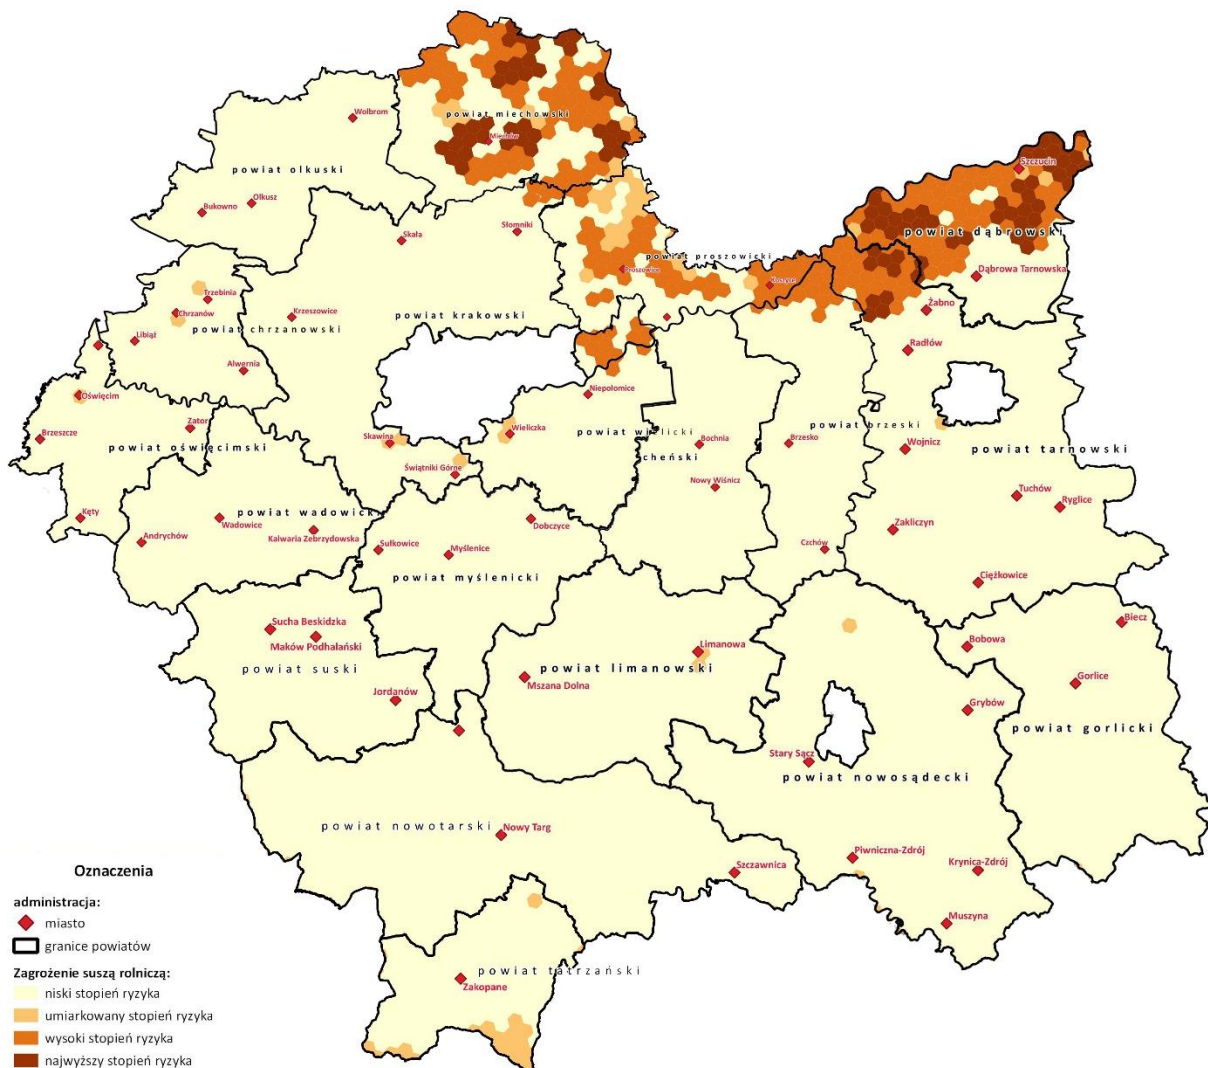 Wolbrom
powiat miechowski
Miechów
powiat olkuski
Olkusz
Bukowno
Szczucin
powiat dąbrowski
Dąbrowa Tarnowska
Skała
Słomniki
powiat proszowicki
Proszowice
Koszyce
Żabno
Radłów
Trzebinia
Chrzanów
powiat chrzanowski
Libiąż
Alwernia
Krzeszowice
powiat krakowski
Oświęcim
Brzeszcze
Zator
powiat oświęcimski
Kęty
Skawina
Świątniki Górne
Niepołomice
Wieliczka
powiat wielicki
cheński
Bochnia
Nowy Wiśnicz
Brzesko
powiat brzeski
Wojnicz
powiat tarnowski
Tuchów
Ryglice
Zakliczyn
Czchów
Ciężkowice
powiat wadowicki
Wadowice
Andrychów
Kalwaria Zebrzydowska
Sułkowice
Myślenice
Dobczyce
powiat myślenicki
Sucha Beskidzka
Maków Podhalański
powiat suski
Jordanów
Limanowa
powiat limanowski
Mszana Dolna
Biecz
Bobowa
Gorlice
Grybów
powiat gorlicki
Stary Sącz
powiat nowosądecki
powiat nowotarski
Nowy Targ
Szczawnica
Piwniczna-Zdrój
Krynica-Zdrój
Muszyna
powiat tatrzański
Zakopane
Oznaczenia
administracja:
miasto
granice powiatów
Zagrożenie suszą rolniczą:
niski stopień ryzyka
umiarkowany stopień ryzyka
wysoki stopień ryzyka
najwyższy stopień ryzyka